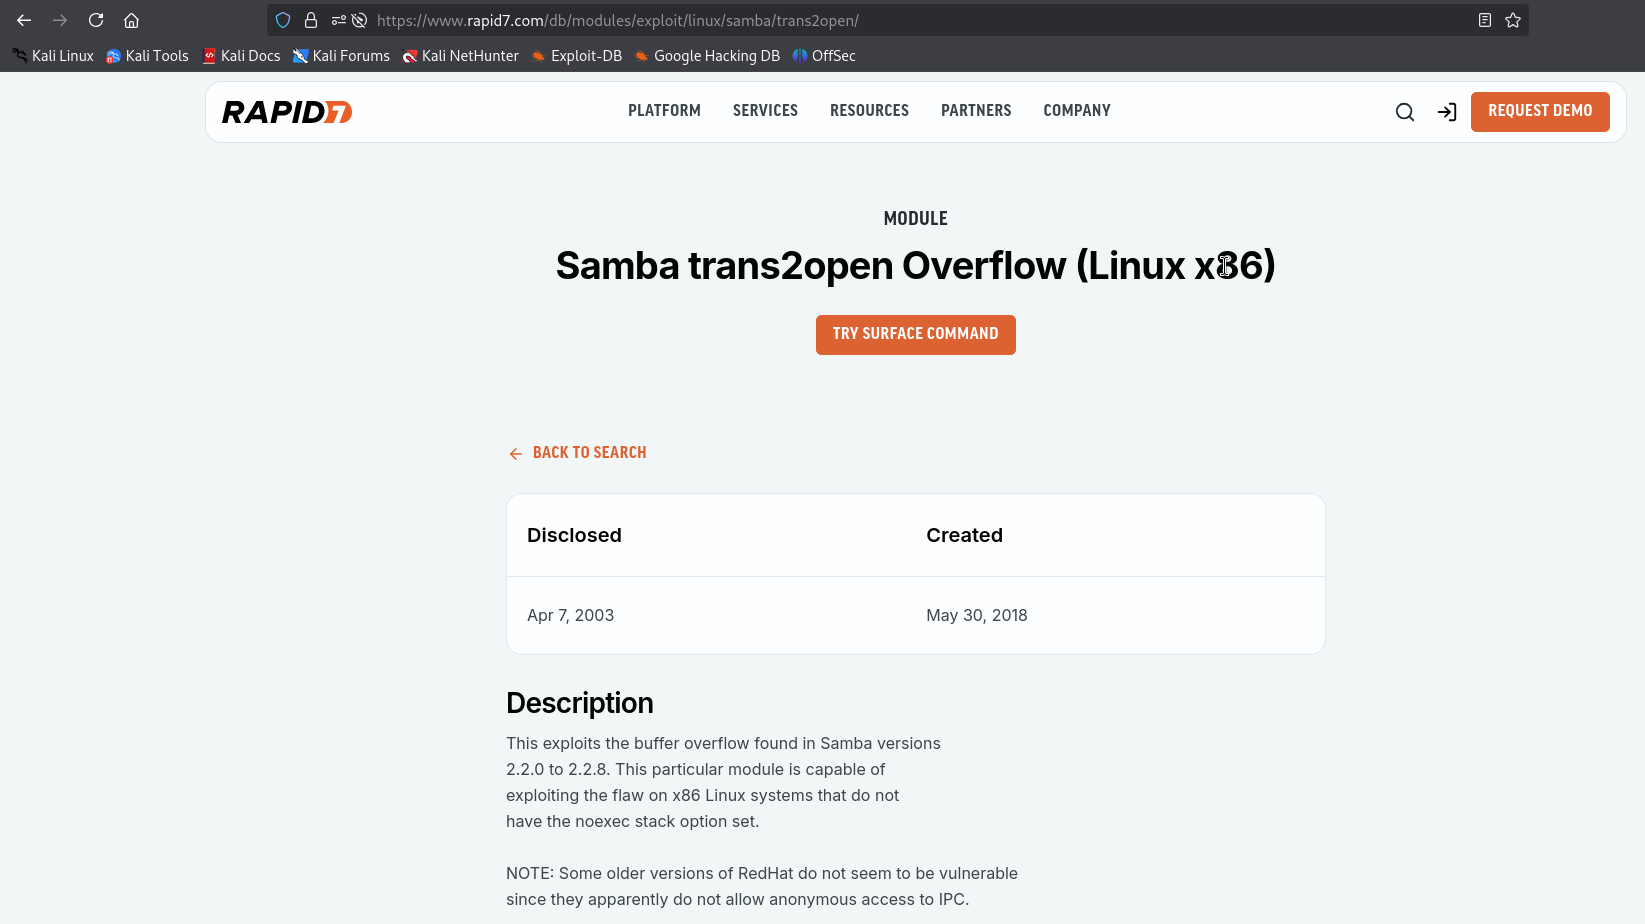 https://www.rapid7.com/db/modules/exploit/linux/samba/trans2open/
Kali Linux Kali Tools Kali Docs Kali Forums Kali NetHunter Exploit-DB Google Hacking DB OffSec
RAPID7 PLATFORM SERVICES RESOURCES PARTNERS COMPANY REQUEST DEMO
MODULE
Samba trans2open Overflow (Linux x86)
TRY SURFACE COMMAND
BACK TO SEARCH
Disclosed Created
Apr 7, 2003 May 30, 2018
Description
This exploits the buffer overflow found in Samba versions
2.2.0 to 2.2.8. This particular module is capable of
exploiting the flaw on x86 Linux systems that do not
have the noexec stack option set.
NOTE: Some older versions of RedHat do not seem to be vulnerable
since they apparently do not allow anonymous access to IPC.